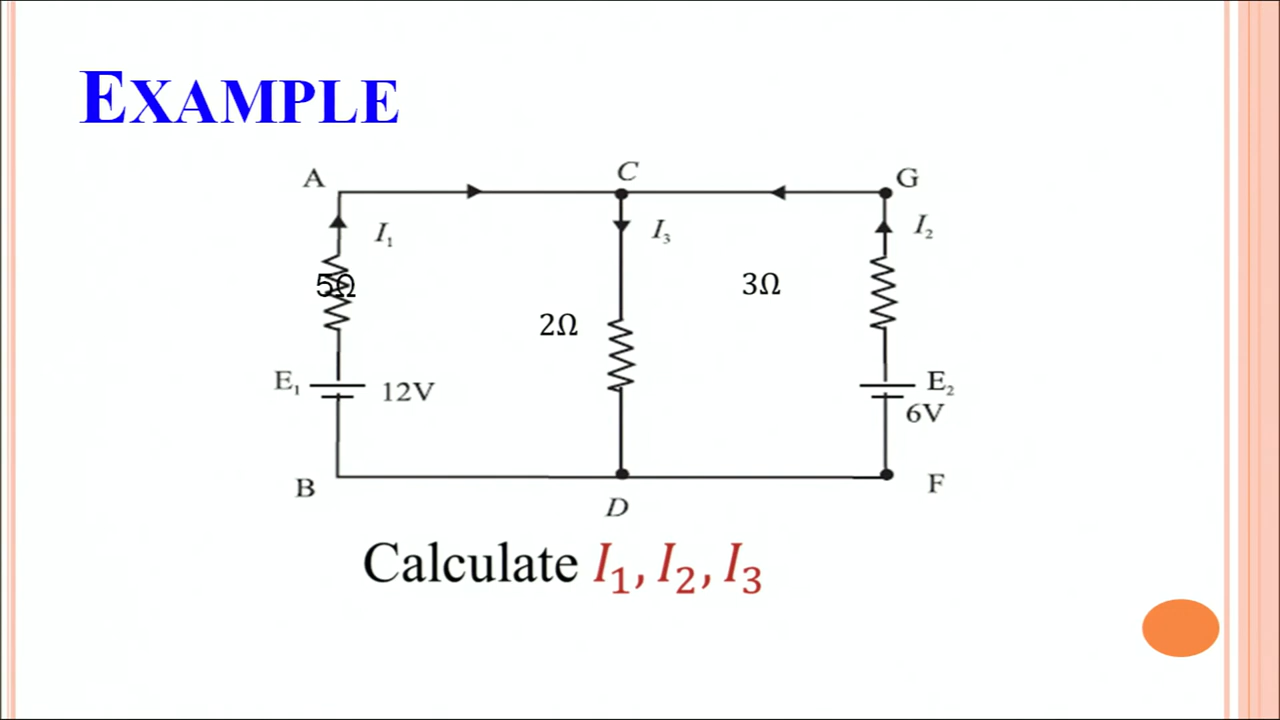 EXAMPLE
A
C
G
I₁
I₃
I₂
5Ω
3Ω
2Ω
E₁
12V
E₂
6V
B
D
F
Calculate I₁, I₂, I₃